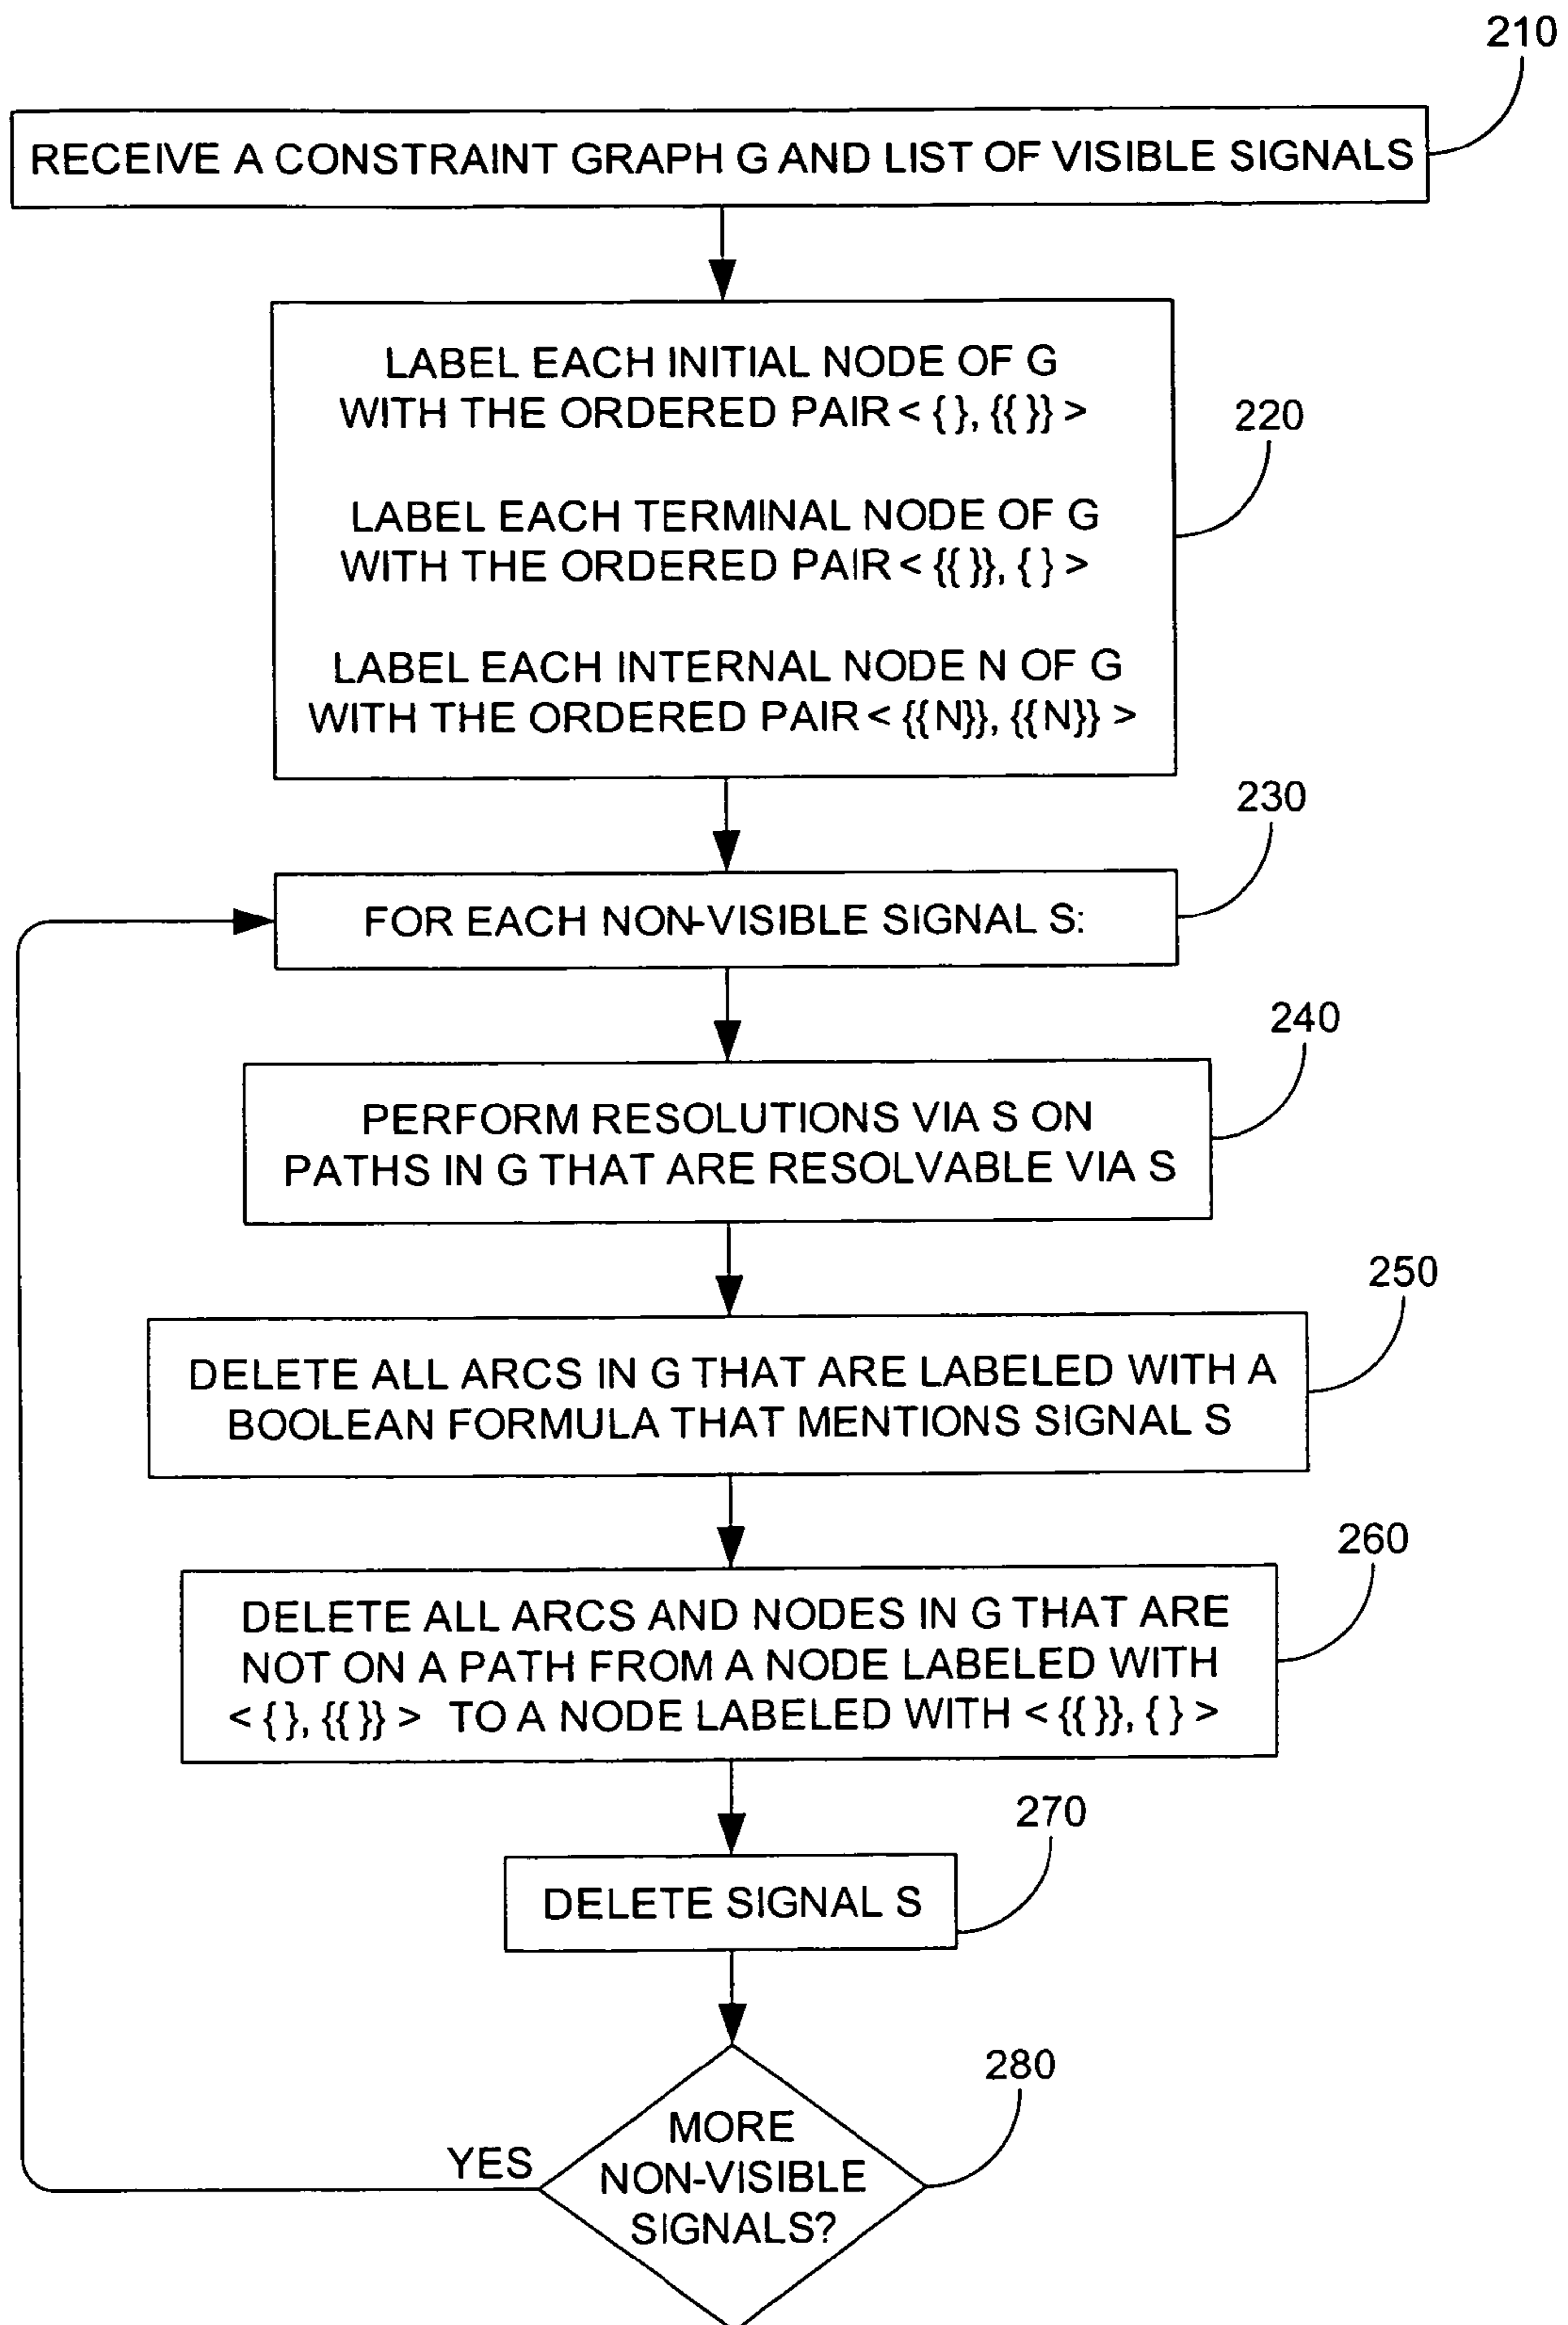 210
RECEIVE A CONSTRAINT GRAPH G AND LIST OF VISIBLE SIGNALS
LABEL EACH INITIAL NODE OF G
WITH THE ORDERED PAIR < { }, {{ }} >
220
LABEL EACH TERMINAL NODE OF G
WITH THE ORDERED PAIR < {{ }}, { } >
LABEL EACH INTERNAL NODE N OF G
WITH THE ORDERED PAIR < {{N}}, {{N}} >
230
FOR EACH NON-VISIBLE SIGNAL S:
240
PERFORM RESOLUTIONS VIA S ON
PATHS IN G THAT ARE RESOLVABLE VIA S
250
DELETE ALL ARCS IN G THAT ARE LABELED WITH A
BOOLEAN FORMULA THAT MENTIONS SIGNAL S
260
DELETE ALL ARCS AND NODES IN G THAT ARE
NOT ON A PATH FROM A NODE LABELED WITH
< { }, {{ }} > TO A NODE LABELED WITH < {{ }}, { } >
270
DELETE SIGNAL S
280
YES
MORE
NON-VISIBLE
SIGNALS?